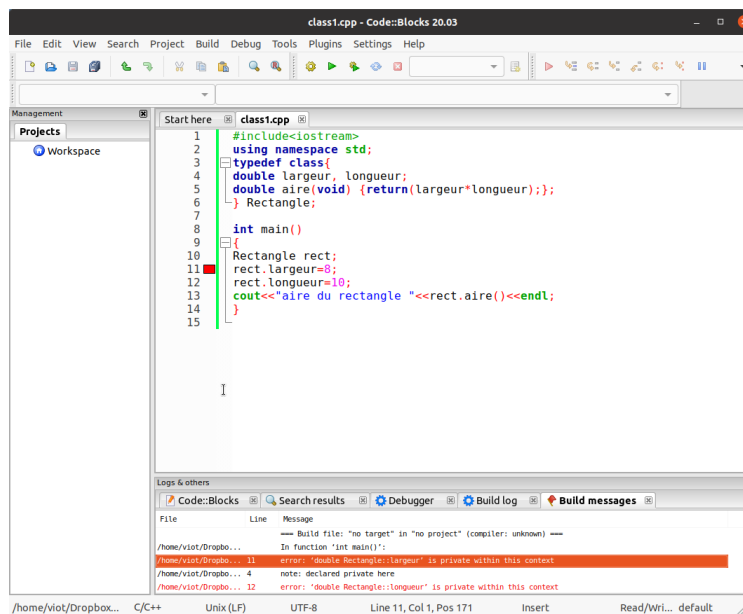 class1.cpp - Code::Blocks 20.03
File Edit View Search Project Build Debug Tools Plugins Settings Help
Management
Projects
Workspace
Start here class1.cpp
1 #include<iostream>
2 using namespace std;
3 typedef class{
4 double largeur, longueur;
5 double aire(void) {return(largeur*longueur);};
6 } Rectangle;
7
8 int main()
9 {
10 Rectangle rect;
11 rect.largeur=8;
12 rect.longueur=10;
13 cout<<"aire du rectangle "<<rect.aire()<<endl;
14 }
15
Logs & others
Code::Blocks Search results Debugger Build log Build messages
File Line Message
=== Build file: "no target" in "no project" (compiler: unknown) ===
/home/viot/Dropbo... In function 'int main()':
/home/viot/Dropbo... 11 error: 'double Rectangle::largeur' is private within this context
/home/viot/Dropbo... 4 note: declared private here
/home/viot/Dropbo... 12 error: 'double Rectangle::longueur' is private within this context
/home/viot/Dropbox... C/C++ Unix (LF) UTF-8 Line 11, Col 1, Pos 171 Insert Read/Wri... default